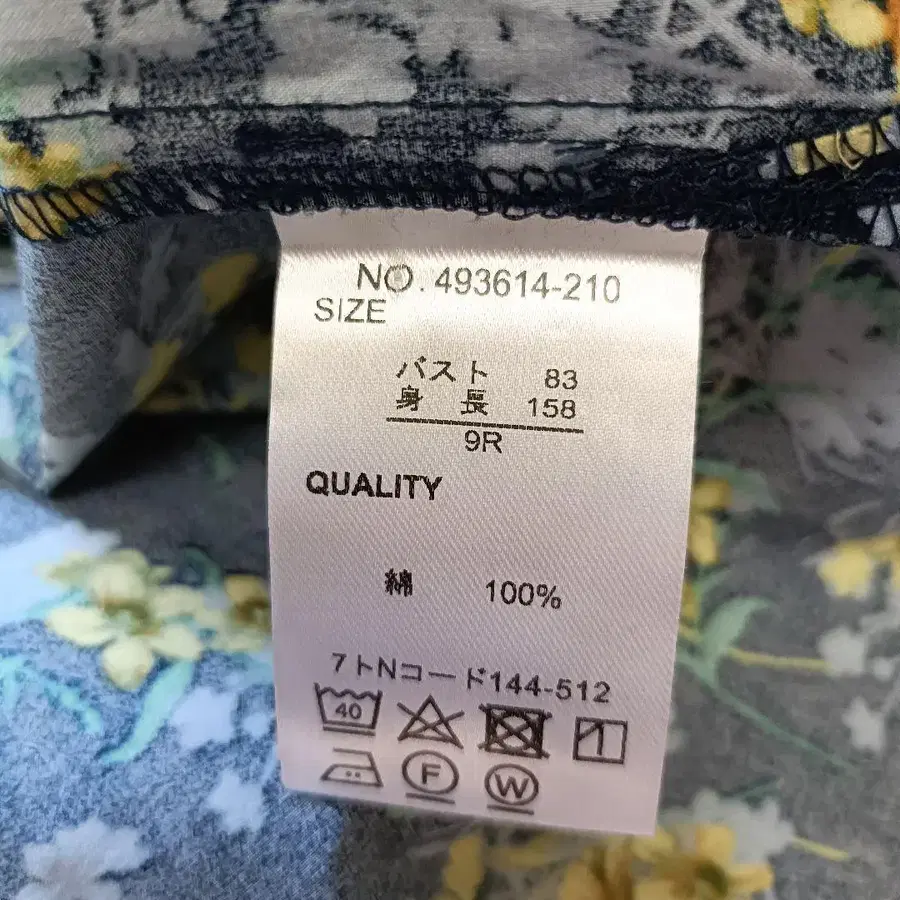 NO. 493614-210
SIZE
バスト 83
身 長 158
9R
QUALITY
綿 100%
7トNコード144-512
40
F W